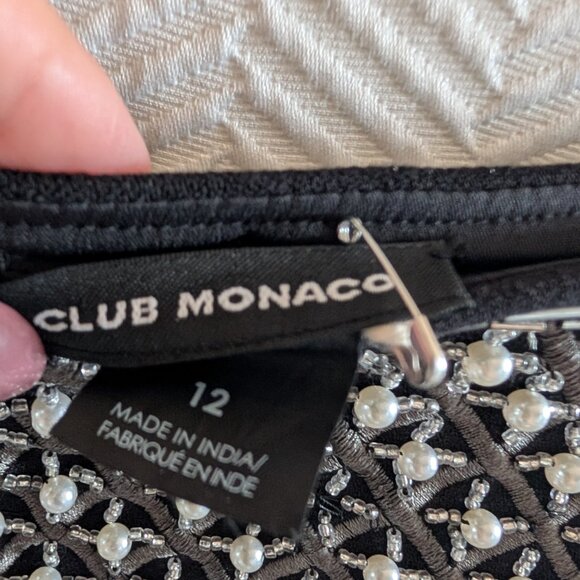 CLUB MONACO
12
MADE IN INDIA/
FABRIQUÉ EN INDE